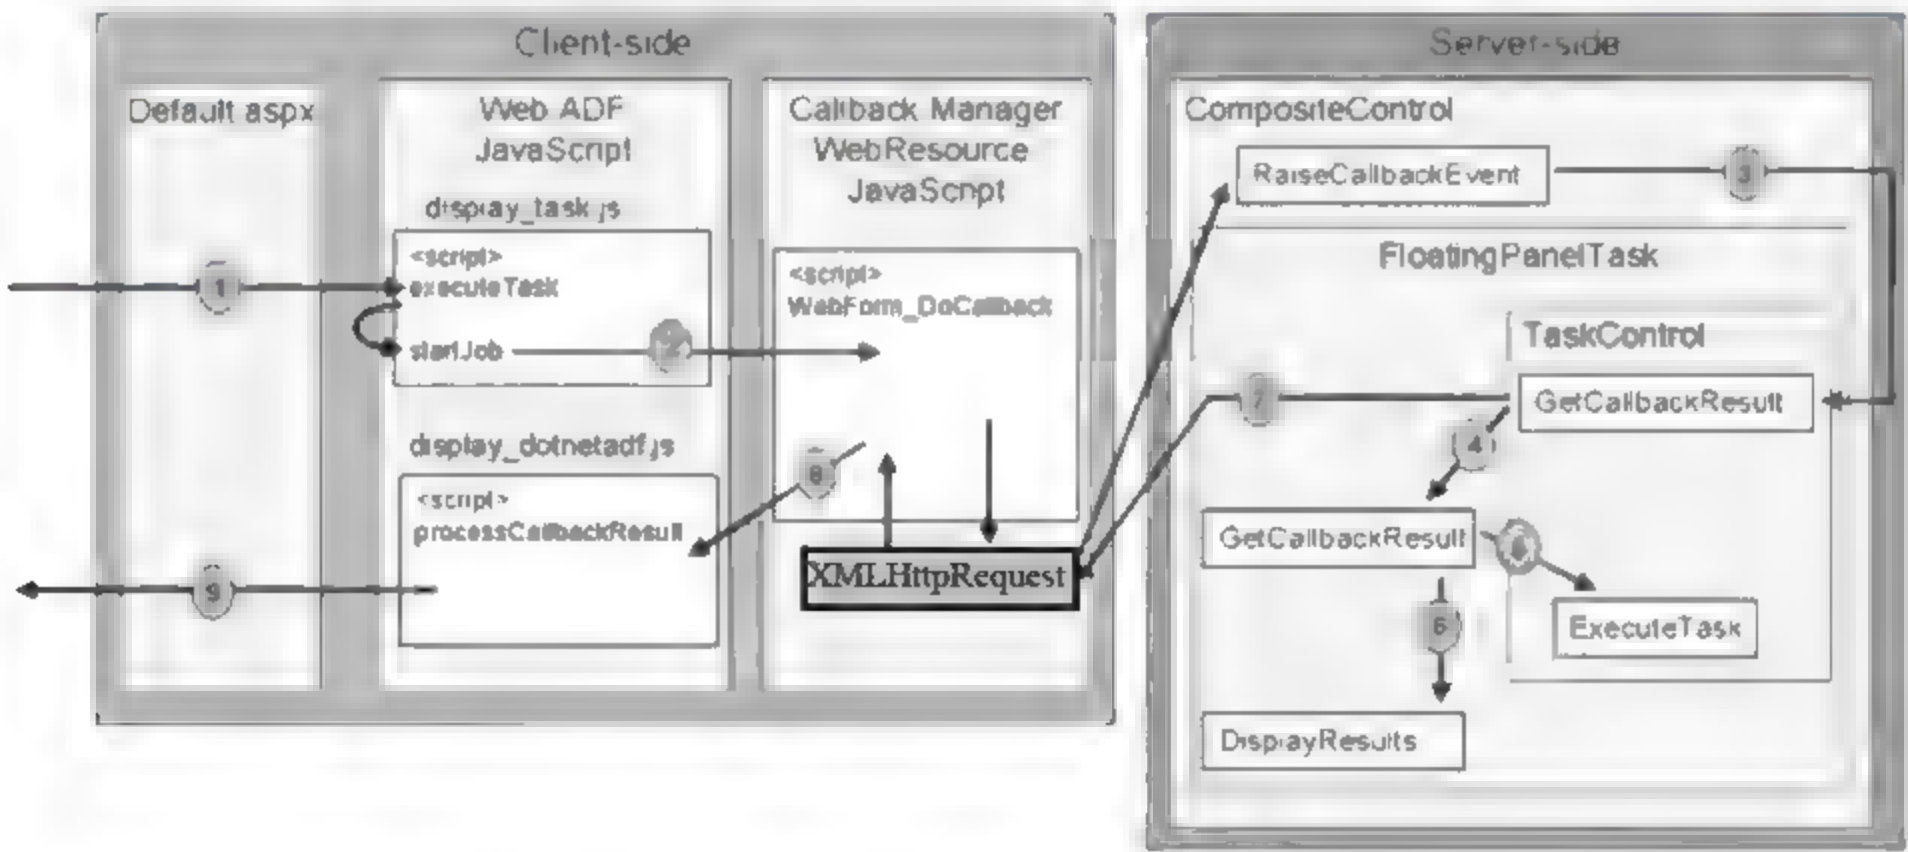 Client-side
Default.aspx
Web ADF
JavaScript
display_task.js
<script>
executeTask
startJob
2
display_dotnetadf.js
<script>
processCallbackResult
1
9
Callback Manager
WebResource
JavaScript
<script>
WebForm_DoCallback
8
XMLHttpRequest
Server-side
CompositeControl
RaiseCallbackEvent
3
FloatingPanelTask
TaskControl
GetCallbackResult
7
4
GetCallbackResult
ExecuteTask
6
DisplayResults